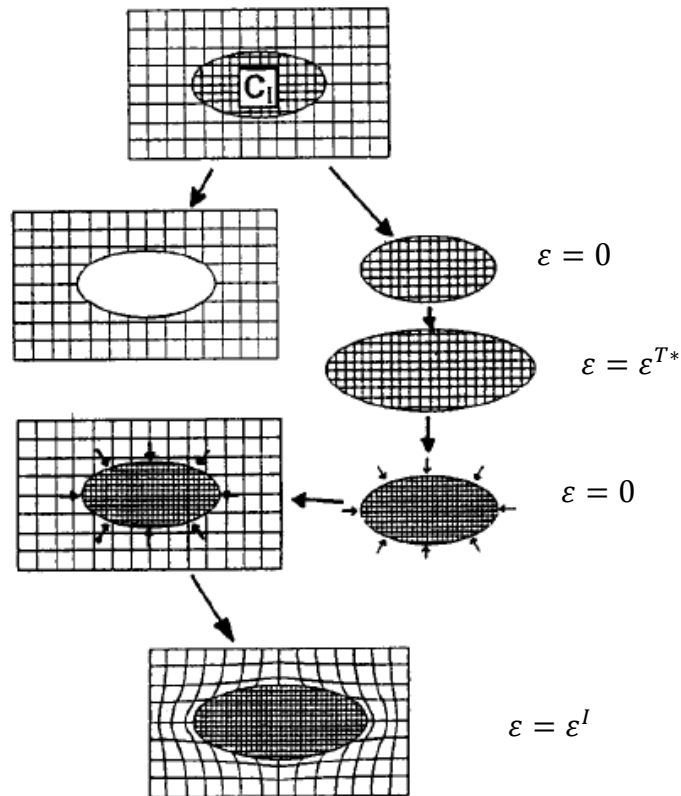 C_I
ε = 0
ε = ε^{T*}
ε = 0
ε = ε^I